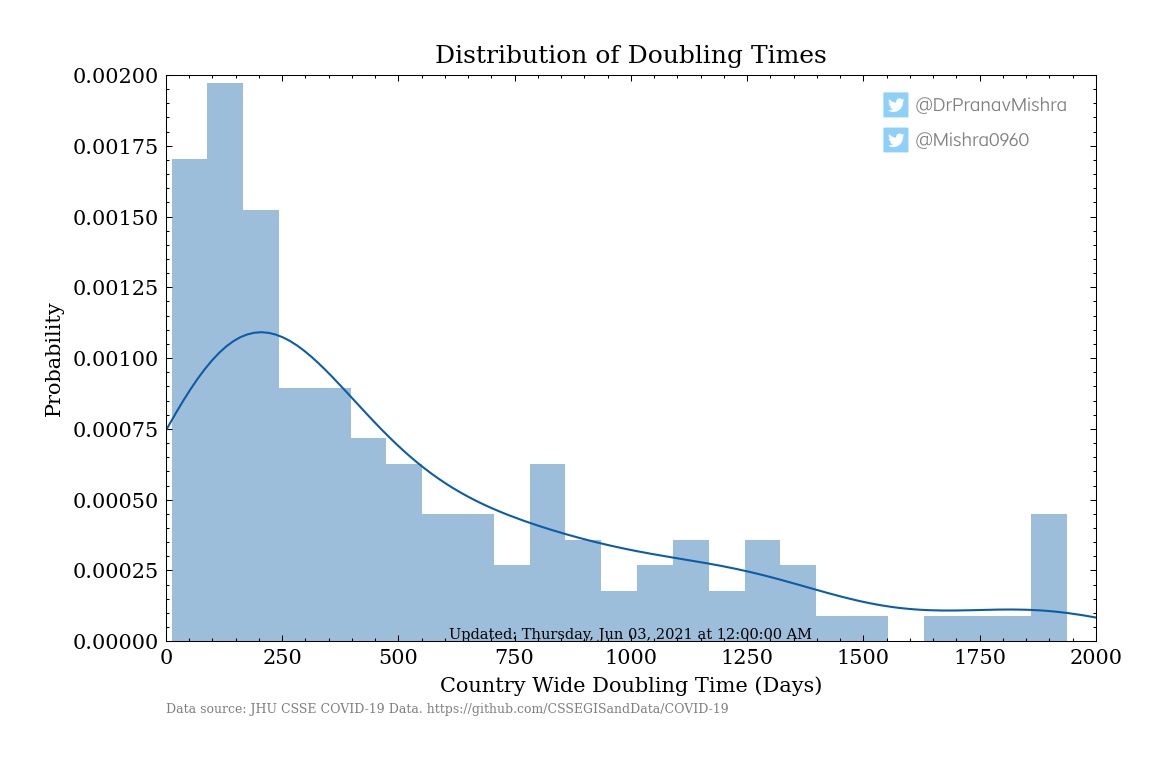 Distribution of Doubling Times
@DrPranavMishra
@Mishra0960
0.00200
0.00175
0.00150
0.00125
0.00100
0.00075
0.00050
0.00025
0.00000
Probability
Updated: Thursday, Jun 03, 2021 at 12:00:00 AM
0 250 500 750 1000 1250 1500 1750 2000
Country Wide Doubling Time (Days)
Data source: JHU CSSE COVID-19 Data. https://github.com/CSSEGISandData/COVID-19